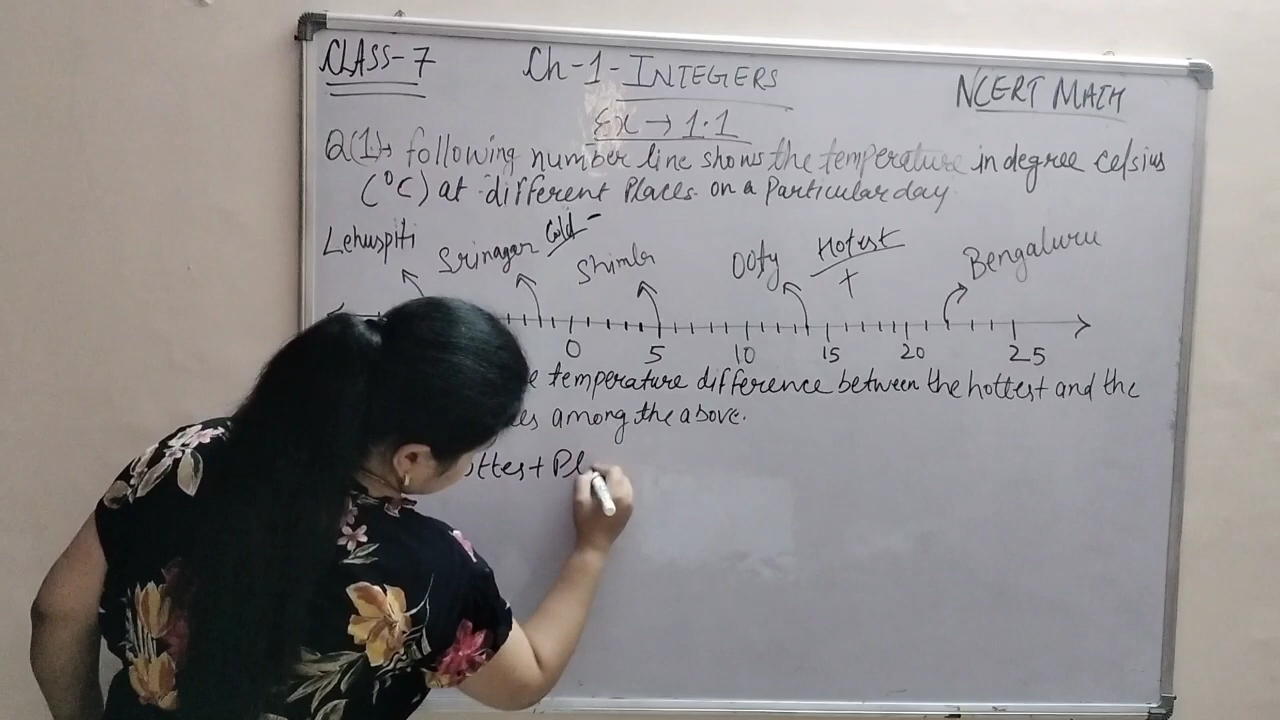 CLASS-7
Ch-1-INTEGERS
NCERT MATH
Ex → 1.1
Q(1)→ following number line shows the temperature in degree celsius
(°C) at different Places on a Particular day
Lehuspiti
Srinagar Cold -
Shimla
Ooty
Hotest +
Bengaluru
0 5 10 15 20 25
temperature difference between the hottest and the
among the above.
Pl